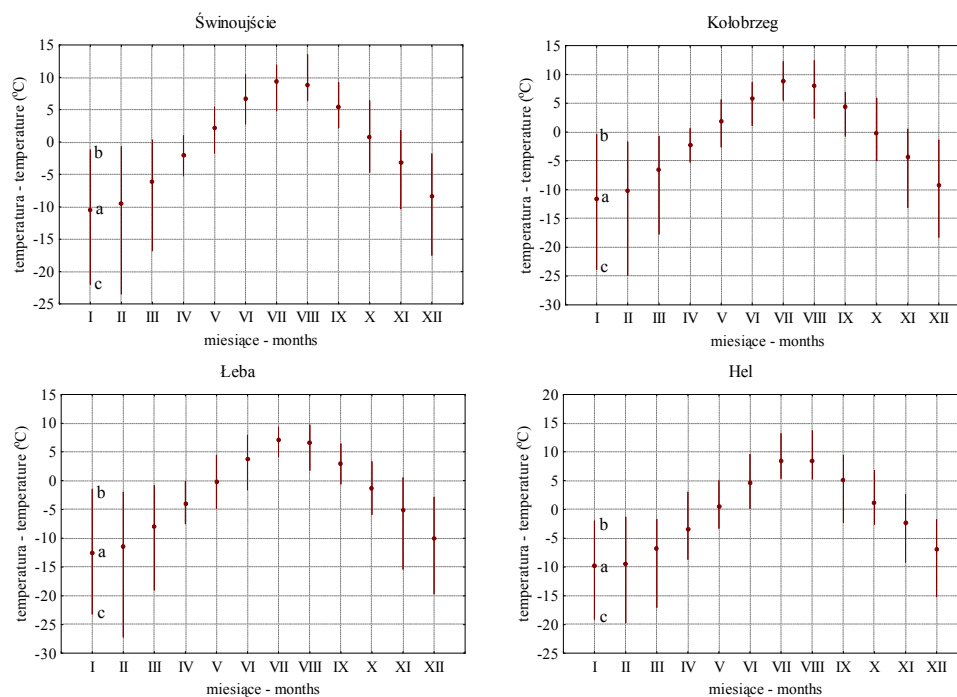 Świnoujście
temperatura - temperature (ºC)
15
10
5
0
-5
-10
-15
-20
-25
b
a
c
I II III IV V VI VII VIII IX X XI XII
miesiące - months
Kołobrzeg
temperatura - temperature (ºC)
15
10
5
0
-5
-10
-15
-20
-25
-30
b
a
c
I II III IV V VI VII VIII IX X XI XII
miesiące - months
Łeba
temperatura - temperature (ºC)
15
10
5
0
-5
-10
-15
-20
-25
-30
b
a
c
I II III IV V VI VII VIII IX X XI XII
miesiące - months
Hel
temperatura - temperature (ºC)
20
15
10
5
0
-5
-10
-15
-20
-25
b
a
c
I II III IV V VI VII VIII IX X XI XII
miesiące - months